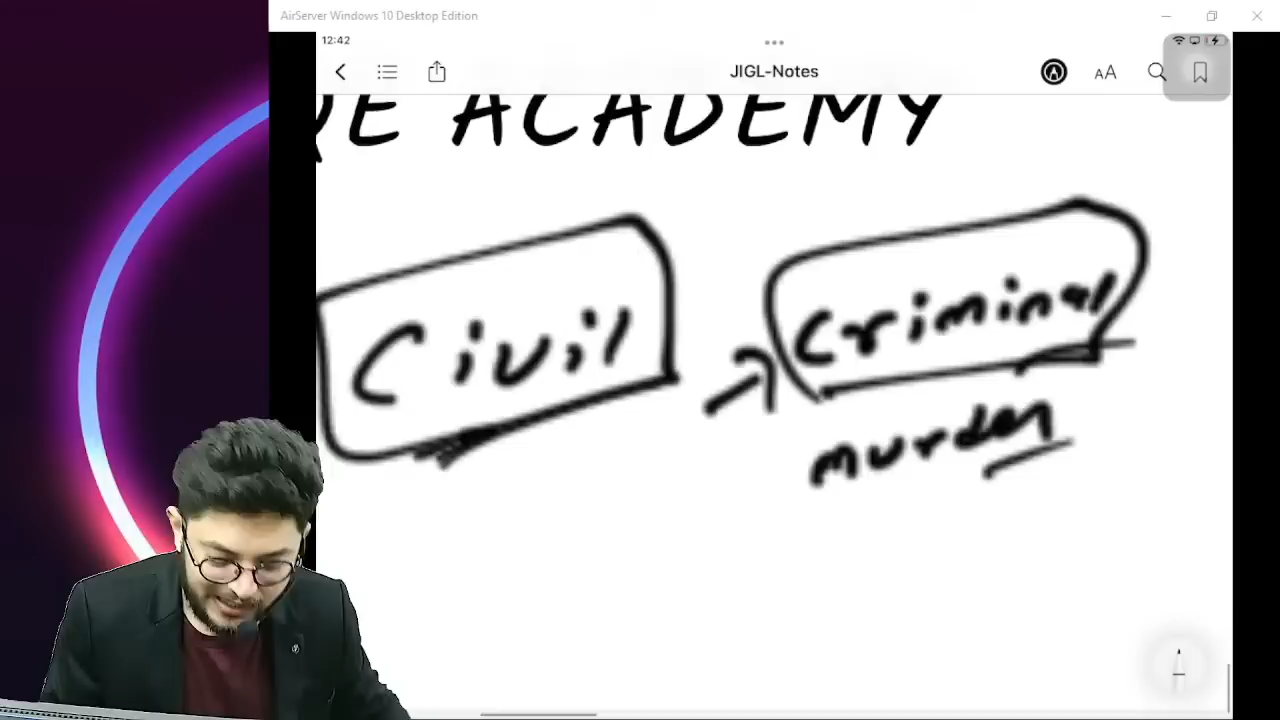 AirServer Windows 10 Desktop Edition
12:42
JIGL-Notes
AA
E ACADEMY
Civil
Criminal
murder